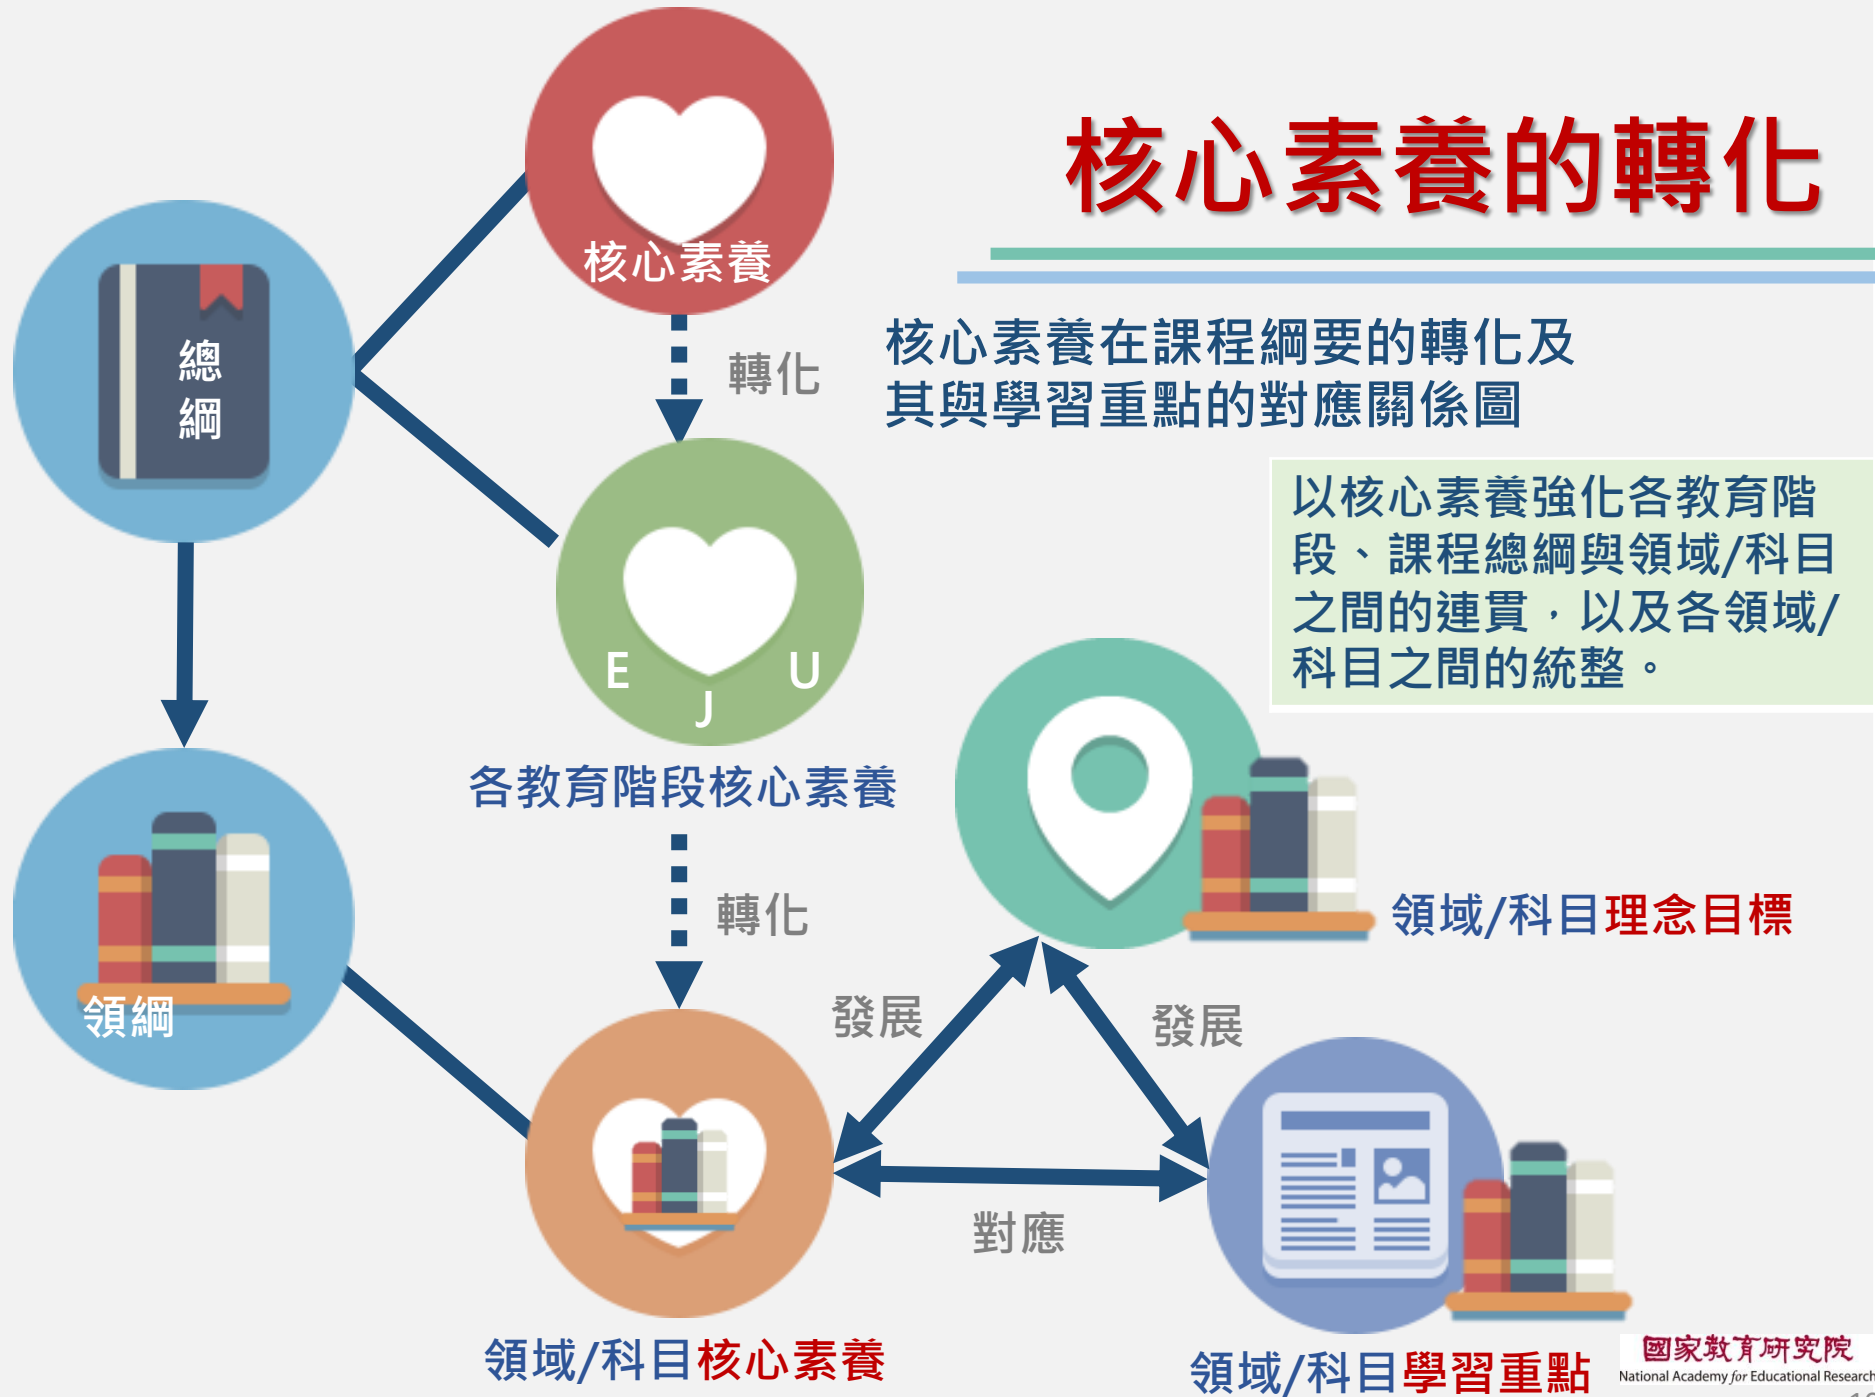 核心素養的轉化
核心素養在課程綱要的轉化及
其與學習重點的對應關係圖
以核心素養強化各教育階
段、課程總綱與領域/科目
之間的連貫，以及各領域/
科目之間的統整。
核心素養
總
綱
轉化
E
J
U
各教育階段核心素養
轉化
領綱
領域/科目理念目標
發展
發展
對應
領域/科目核心素養
領域/科目學習重點
國家教育研究院
National Academy for Educational Research